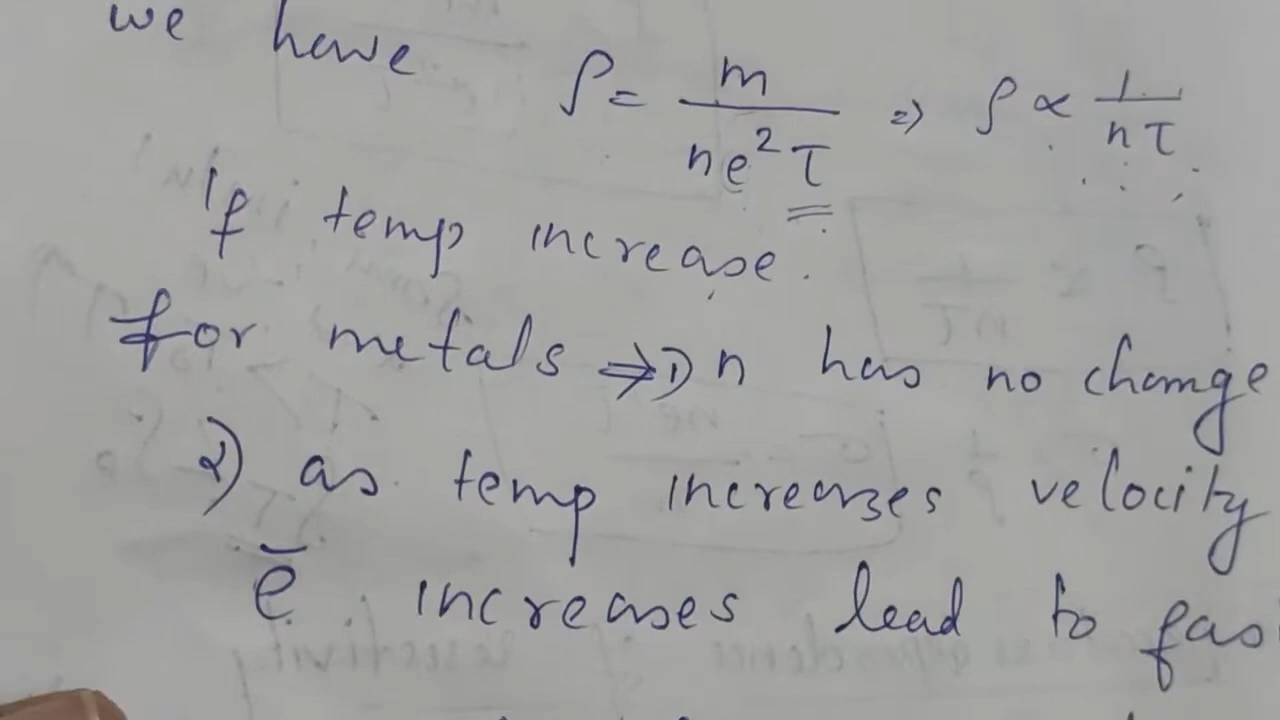 we have ρ = m / ne²τ ⇒ ρ ∝ 1 / nτ
If temp increase.
for metals ⇒ 1) n has no change
2) as temp increases velocity
ē increases lead to fas